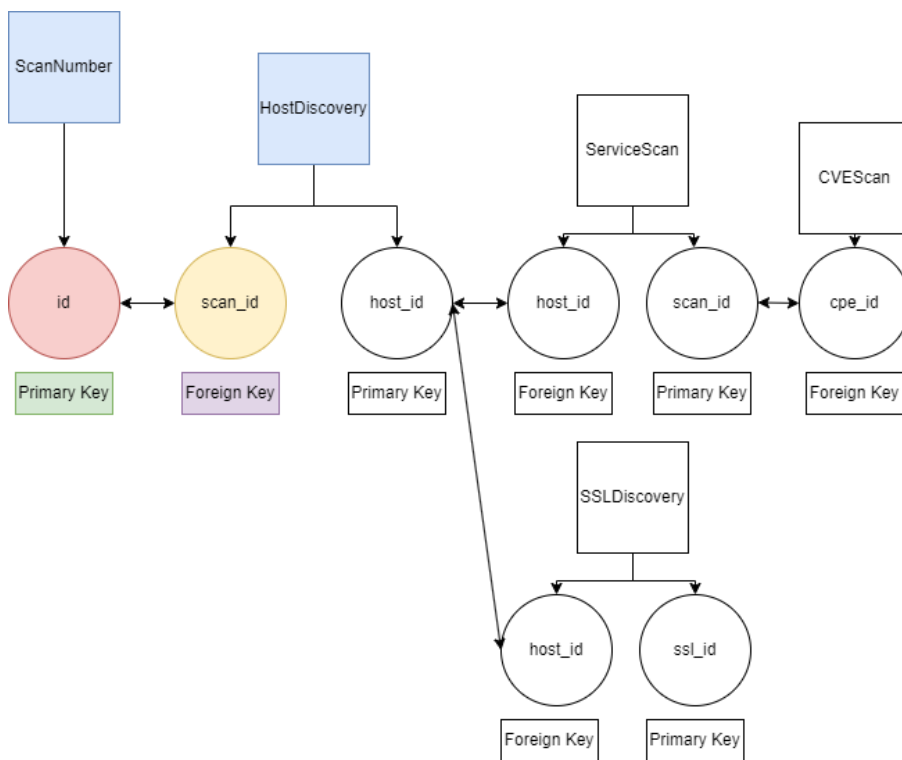 ScanNumber
HostDiscovery
ServiceScan
CVEScan
id
scan_id
host_id
host_id
scan_id
cpe_id
Primary Key
Foreign Key
Primary Key
Foreign Key
Primary Key
Foreign Key
SSLDiscovery
host_id
ssl_id
Foreign Key
Primary Key